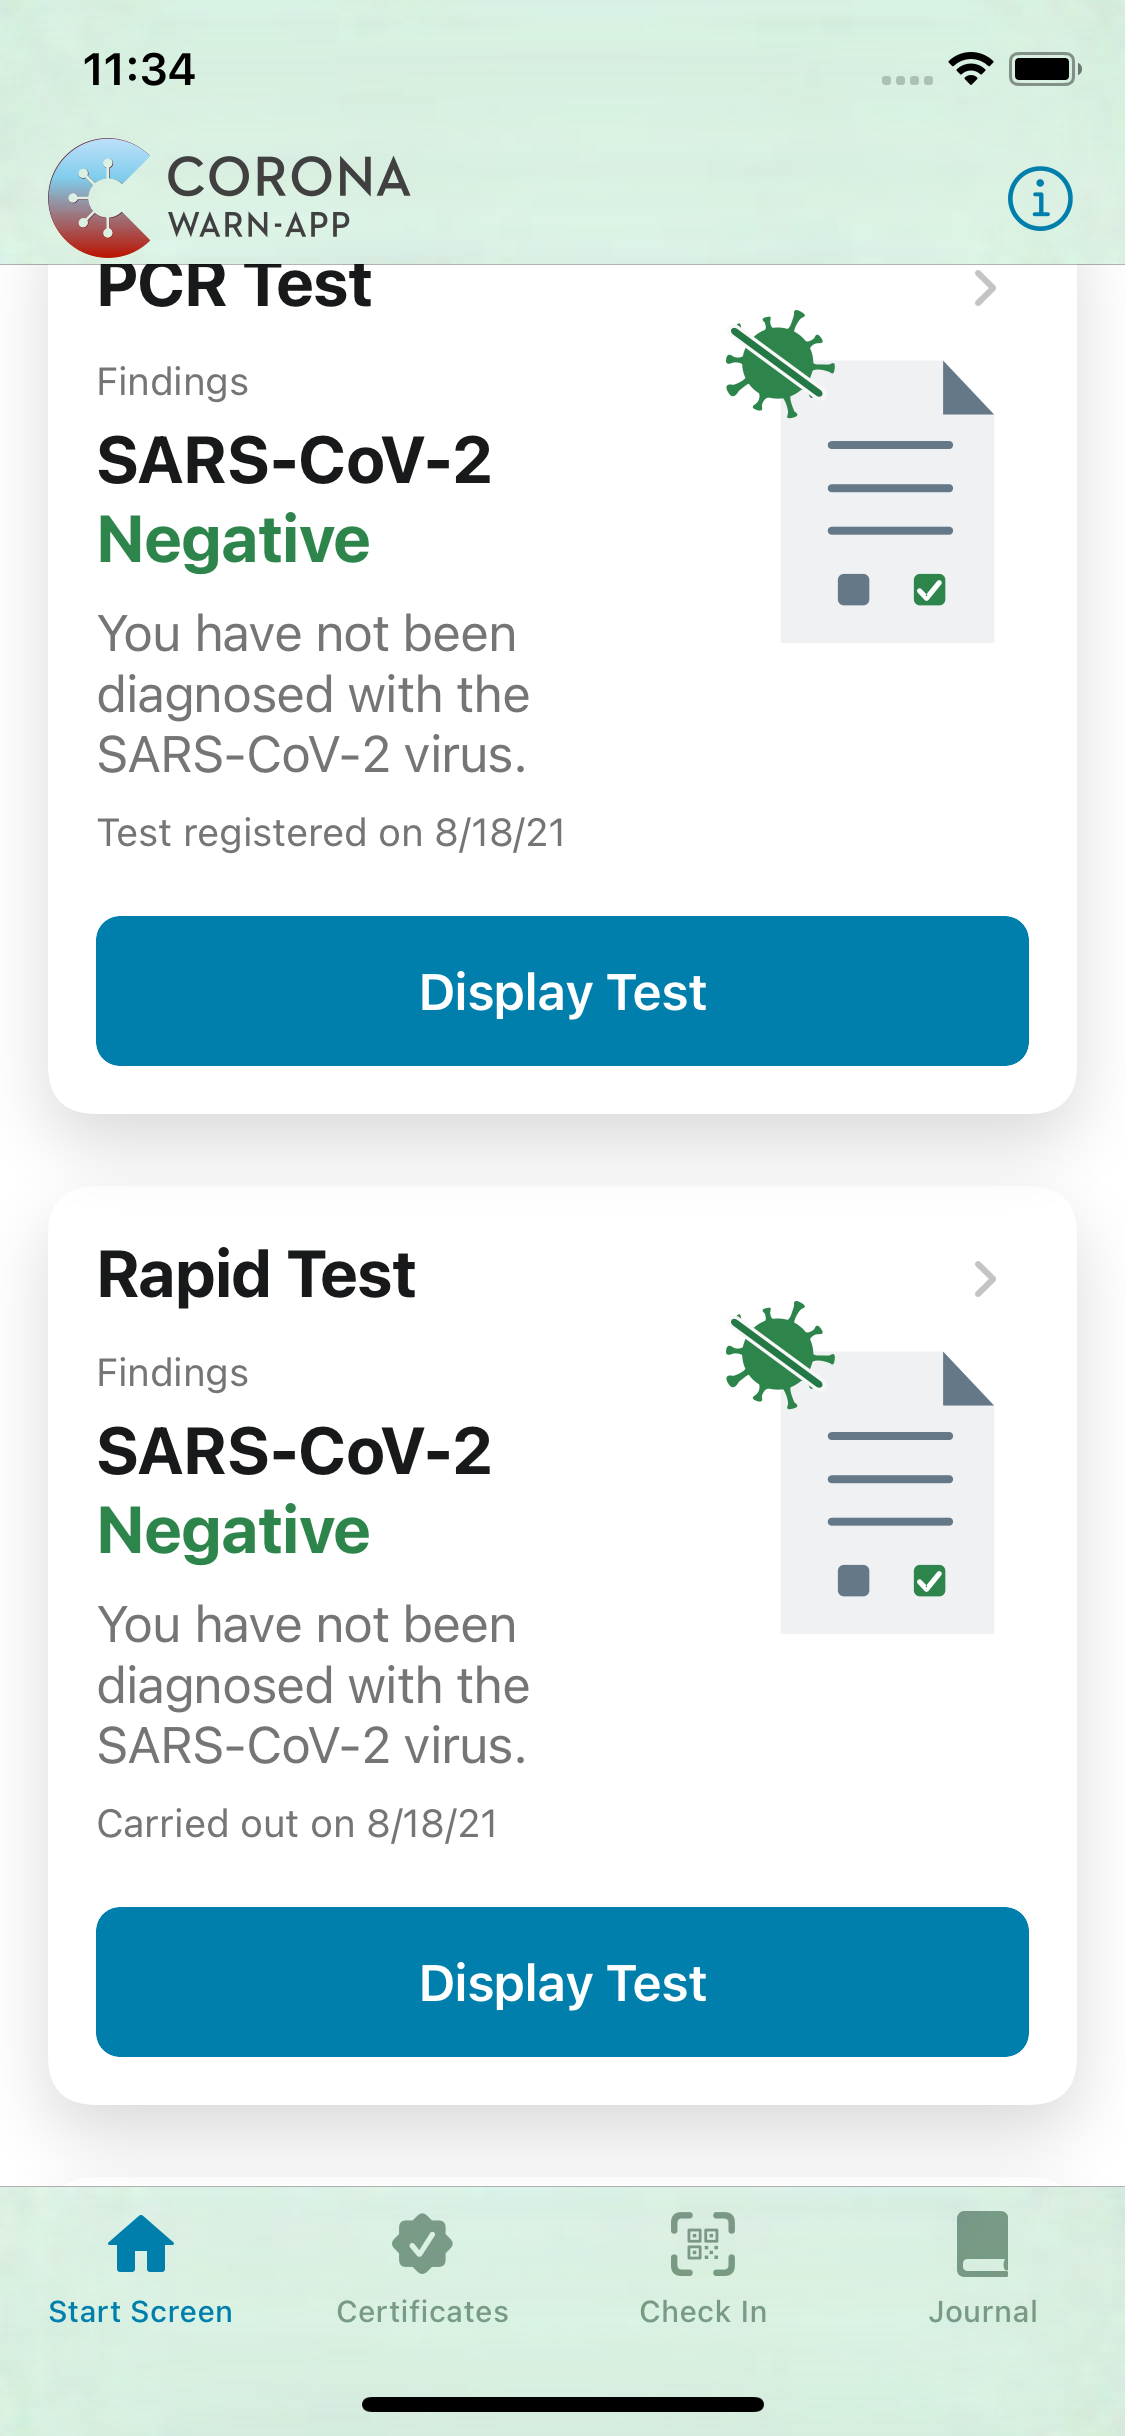 11:34
CORONA
WARN-APP
PCR Test
Findings
SARS-CoV-2
Negative
You have not been
diagnosed with the
SARS-CoV-2 virus.
Test registered on 8/18/21
Display Test
Rapid Test
Findings
SARS-CoV-2
Negative
You have not been
diagnosed with the
SARS-CoV-2 virus.
Carried out on 8/18/21
Display Test
Start Screen
Certificates
Check In
Journal